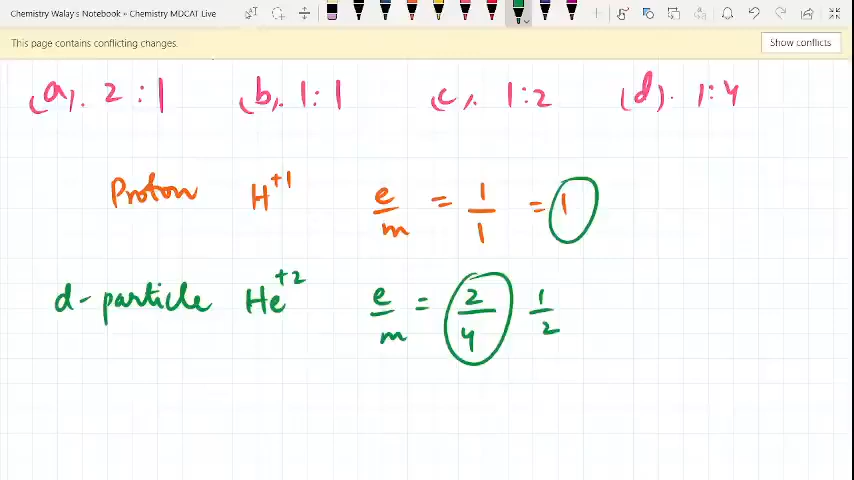 Chemistry Walay's Notebook » Chemistry MDCAT Live
This page contains conflicting changes.
Show conflicts
(a). 2 : 1 (b). 1 : 1 (c). 1 : 2 (d). 1 : 4
Proton H+1 e/m = 1/1 = 1
d-particle He+2 e/m = 2/4 1/2